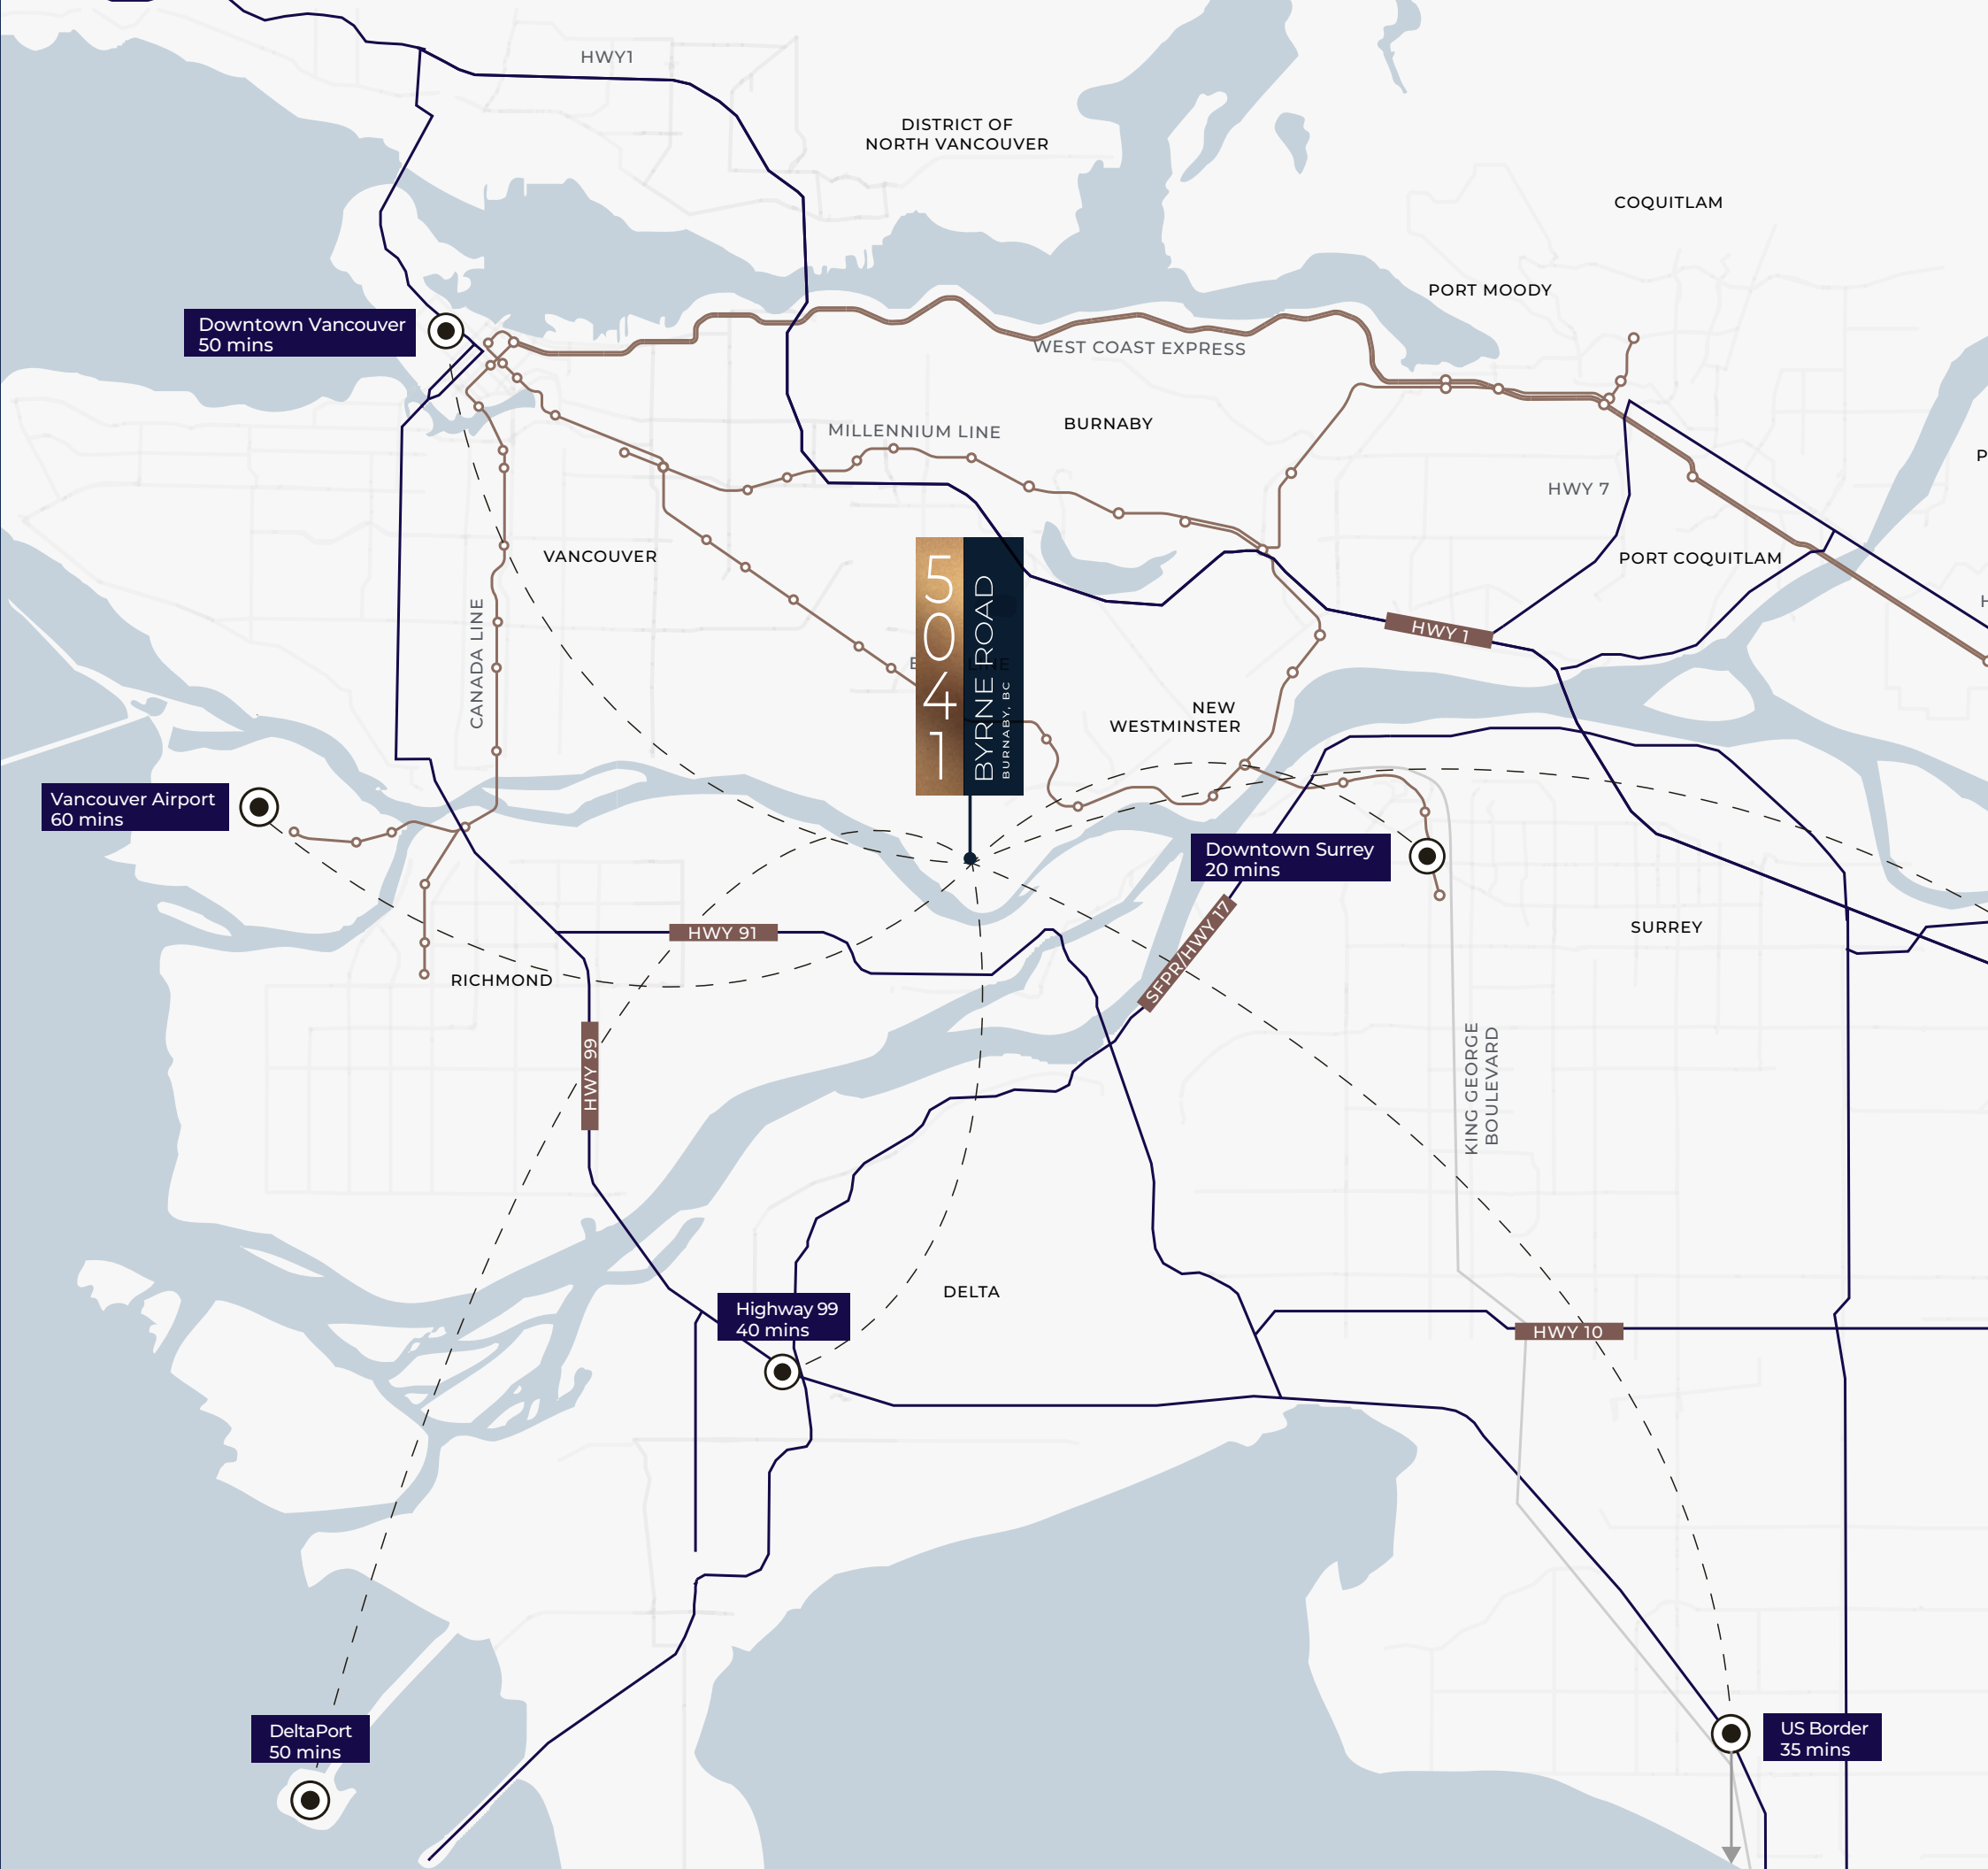 HWY1
DISTRICT OF
NORTH VANCOUVER
COQUITLAM
PORT MOODY
Downtown Vancouver
50 mins
WEST COAST EXPRESS
BURNABY
MILLENNIUM LINE
HWY 7
VANCOUVER
PORT COQUITLAM
5041
BYRNE ROAD
BURNABY, BC
CANADA LINE
HWY 1
LINE
NEW
WESTMINSTER
Vancouver Airport
60 mins
Downtown Surrey
20 mins
HWY 91
SURREY
SFPR/HWY 17
RICHMOND
HWY 99
KING GEORGE
BOULEVARD
DELTA
Highway 99
40 mins
HWY 10
DeltaPort
50 mins
US Border
35 mins